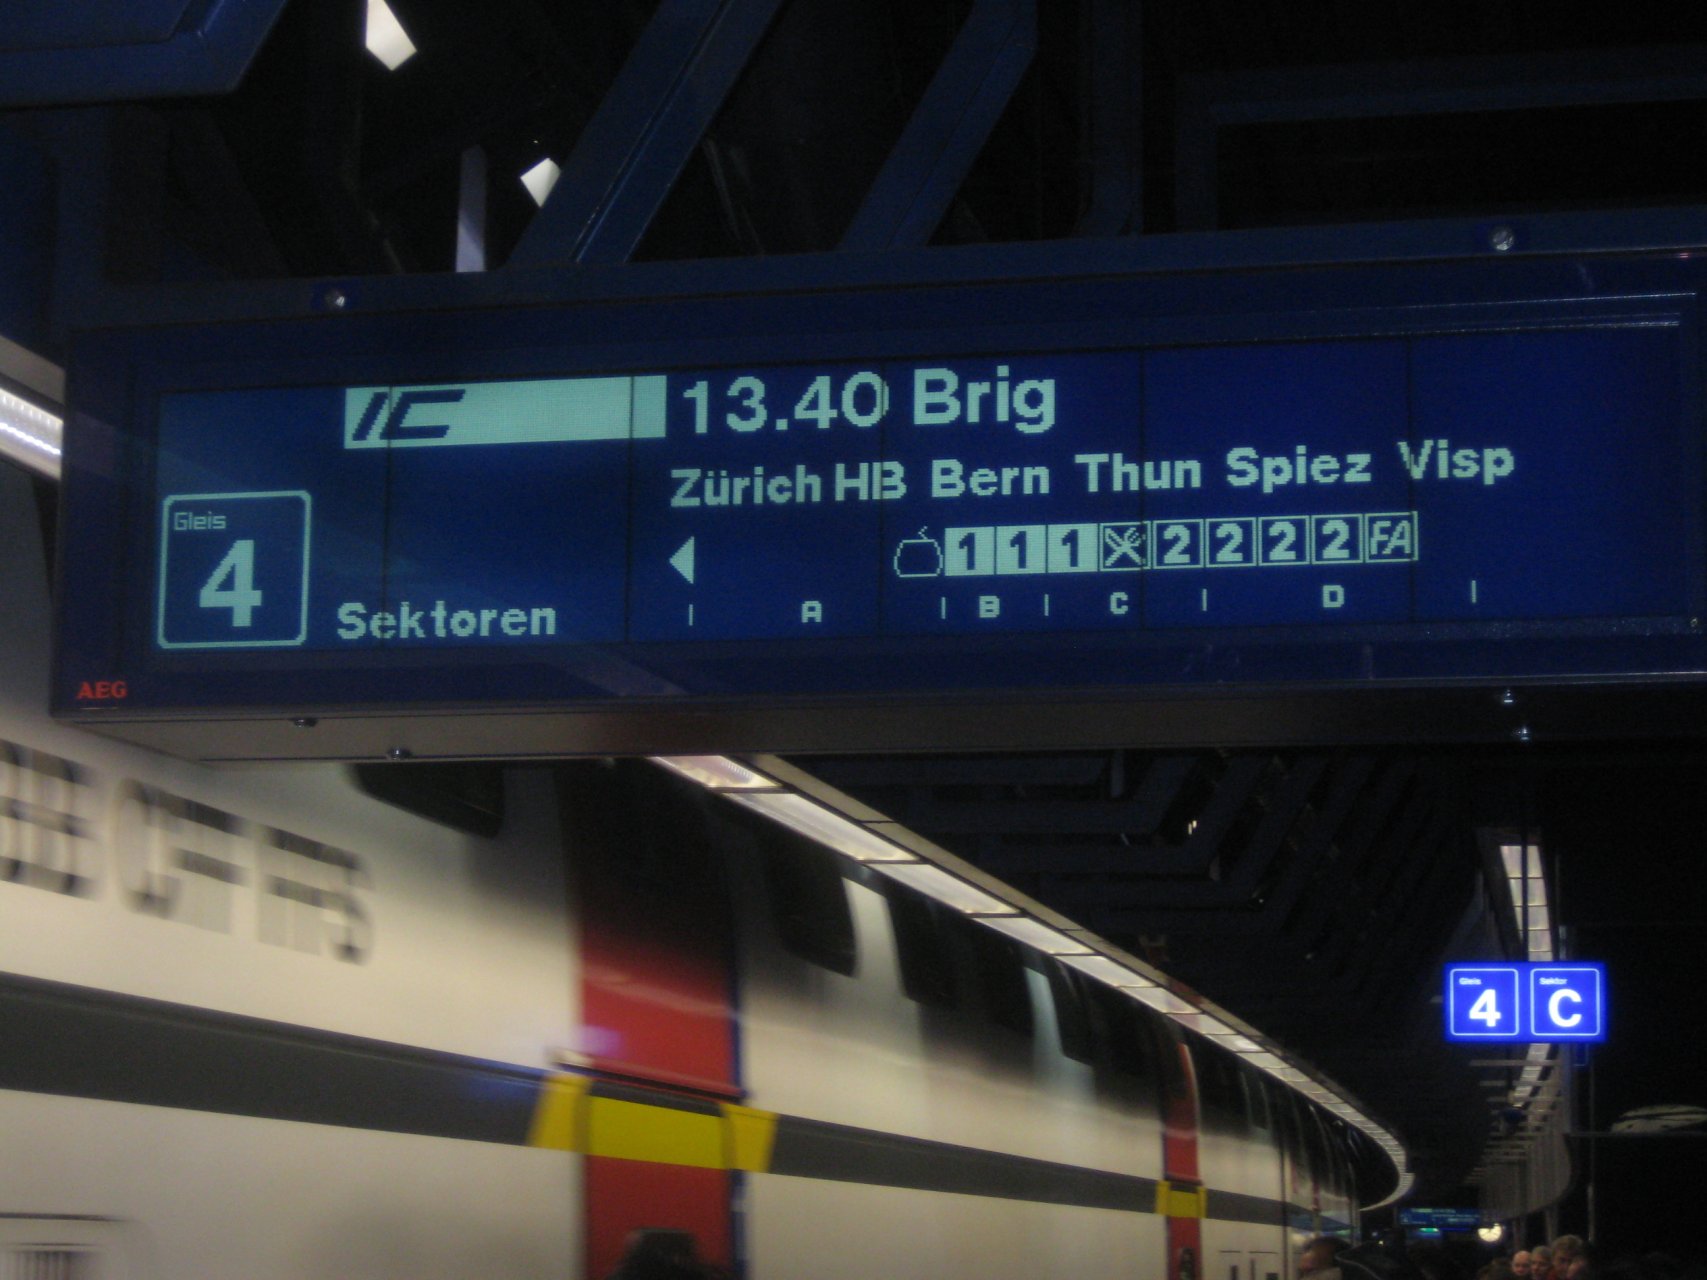 IC 13.40 Brig
Zürich HB Bern Thun Spiez Visp
Gleis
4
1 1 1 2 2 2 2 FA
Sektoren A B C D
AEG
Gleis Sektor
4 C